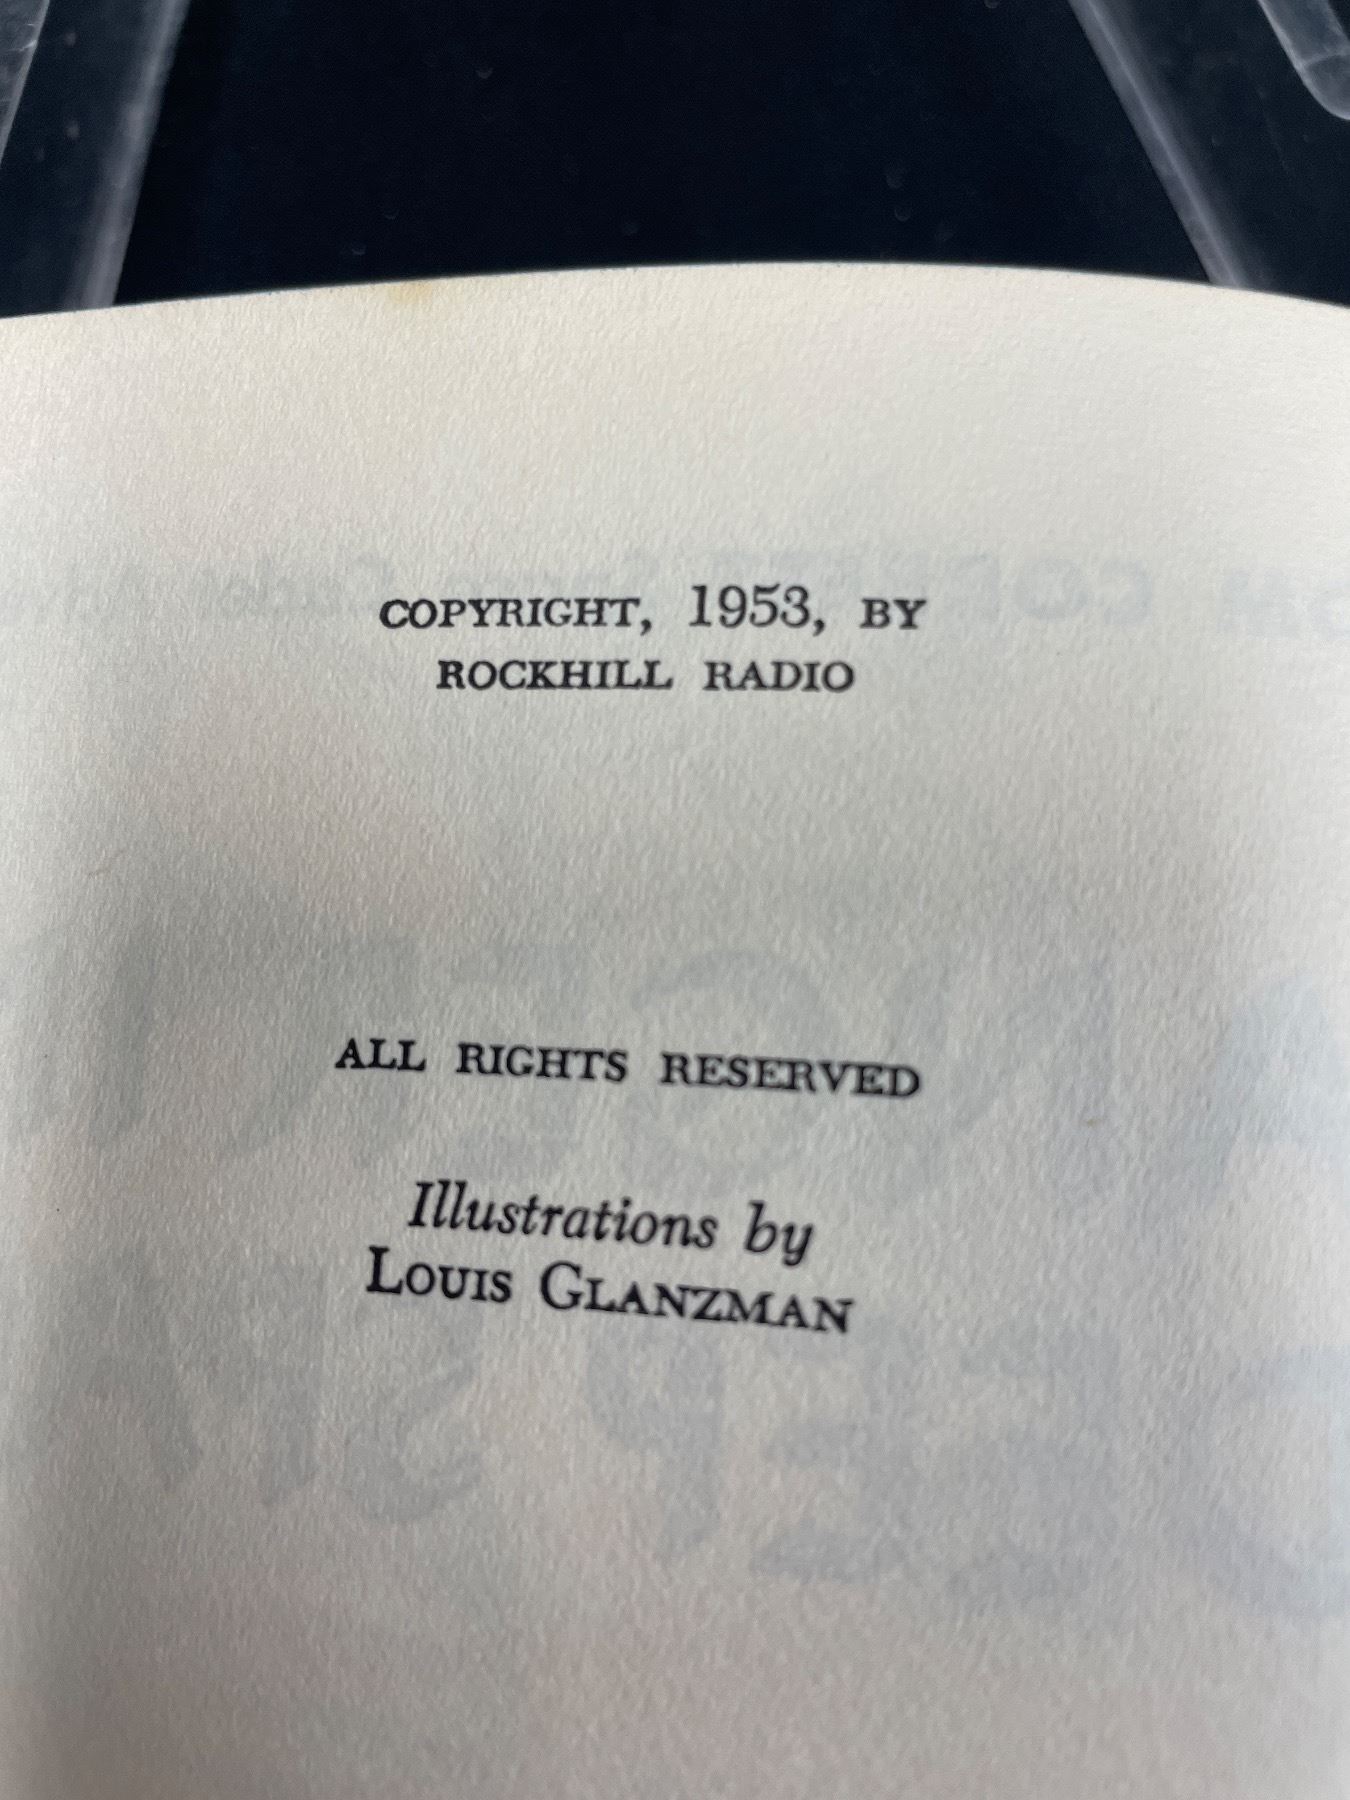 COPYRIGHT, 1953, BY
ROCKHILL RADIO
ALL RIGHTS RESERVED
Illustrations by
LOUIS GLANZMAN